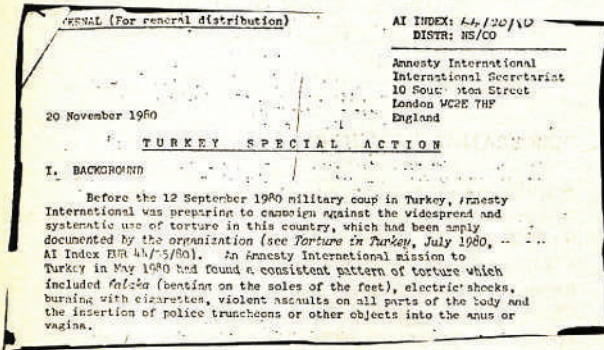 (For general distribution)
AI INDEX:
DISTR: NS/CO
Amnesty International
International Secretariat
10 Street
London WC2E 7HF
England
20 November 1980
TURKEY SPECIAL ACTION
I. BACKGROUND
Before the 12 September 1980 military coup in Turkey, Amnesty
International was preparing to campaign against the widespread and
systematic use of torture in this country, which had been amply
documented by the organization (see Torture in Turkey, July 1980,
AI Index EUR An Amnesty International mission to
Turkey in May 1980 had found a consistent pattern of torture which
included falaka (beating on the soles of the feet), electric shocks,
burning with cigarettes, violent assaults on all parts of the body and
the insertion of police truncheons or other objects into the anus or
vagina.